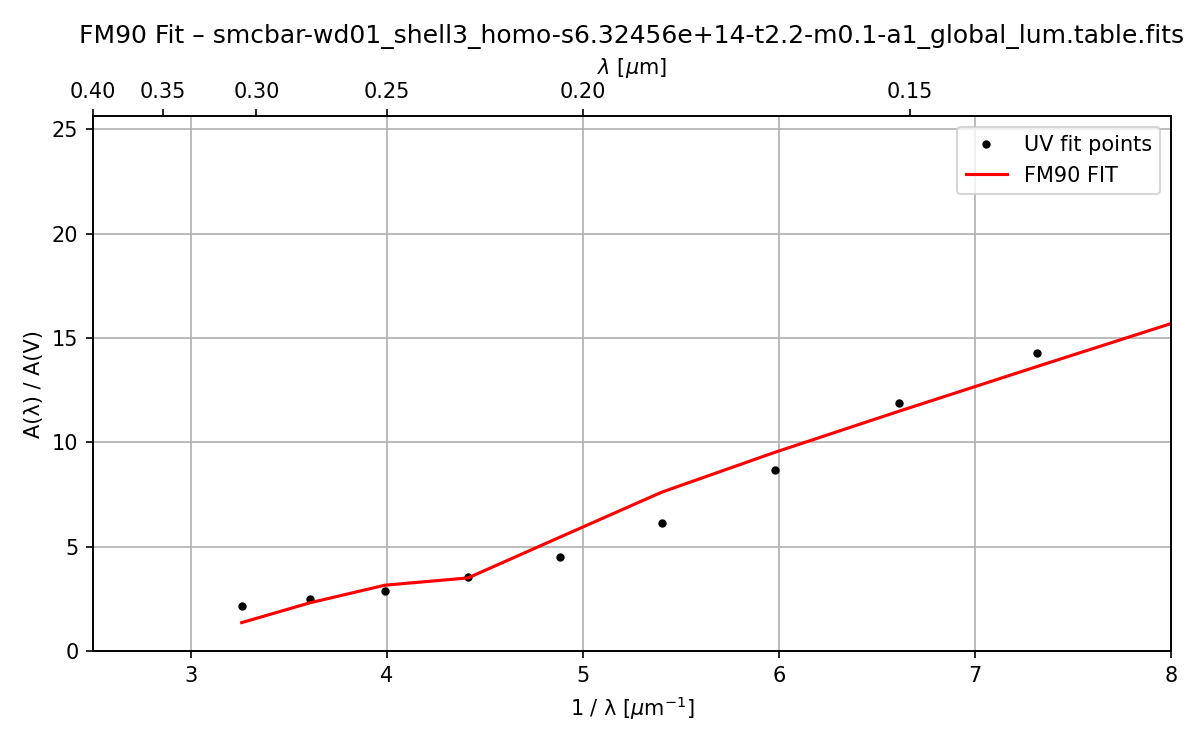 FM90 Fit – smcbar-wd01_shell3_homo-s6.32456e+14-t2.2-m0.1-a1_global_lum.table.fits
λ [μm]
0.40 0.35 0.30 0.25 0.20 0.15
UV fit points
FM90 FIT
25
20
15
10
5
0
A(λ) / A(V)
3 4 5 6 7 8
1 / λ [μm⁻¹]